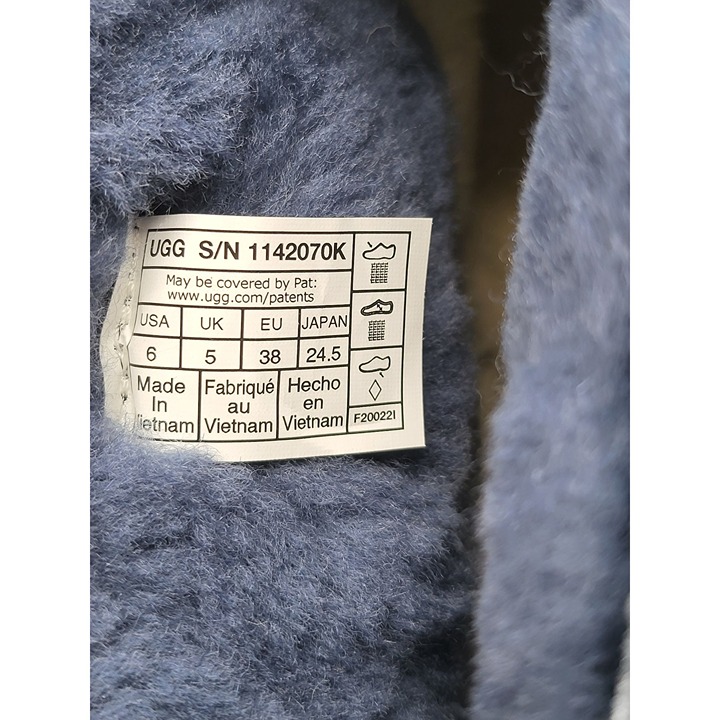 UGG S/N 1142070K
May be covered by Pat:
www.ugg.com/patents
USA UK EU JAPAN
6 5 38 24.5
Made Fabriqué Hecho
In au en
ietnam Vietnam Vietnam
F20022I